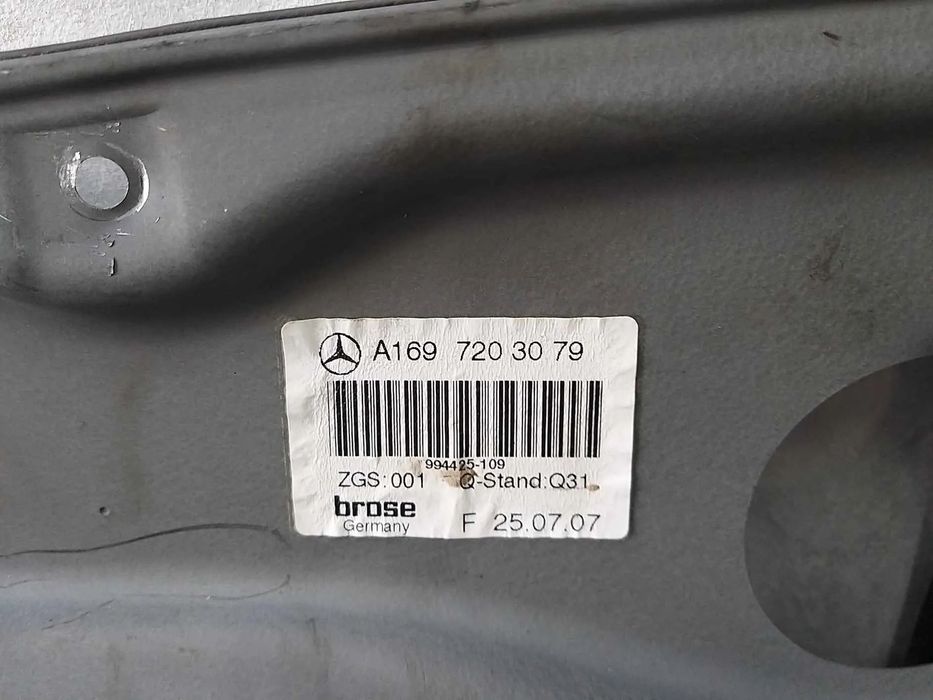 A169 720 30 79
994425-109
ZGS:001 Q-Stand:Q31
brose
Germany F 25.07.07